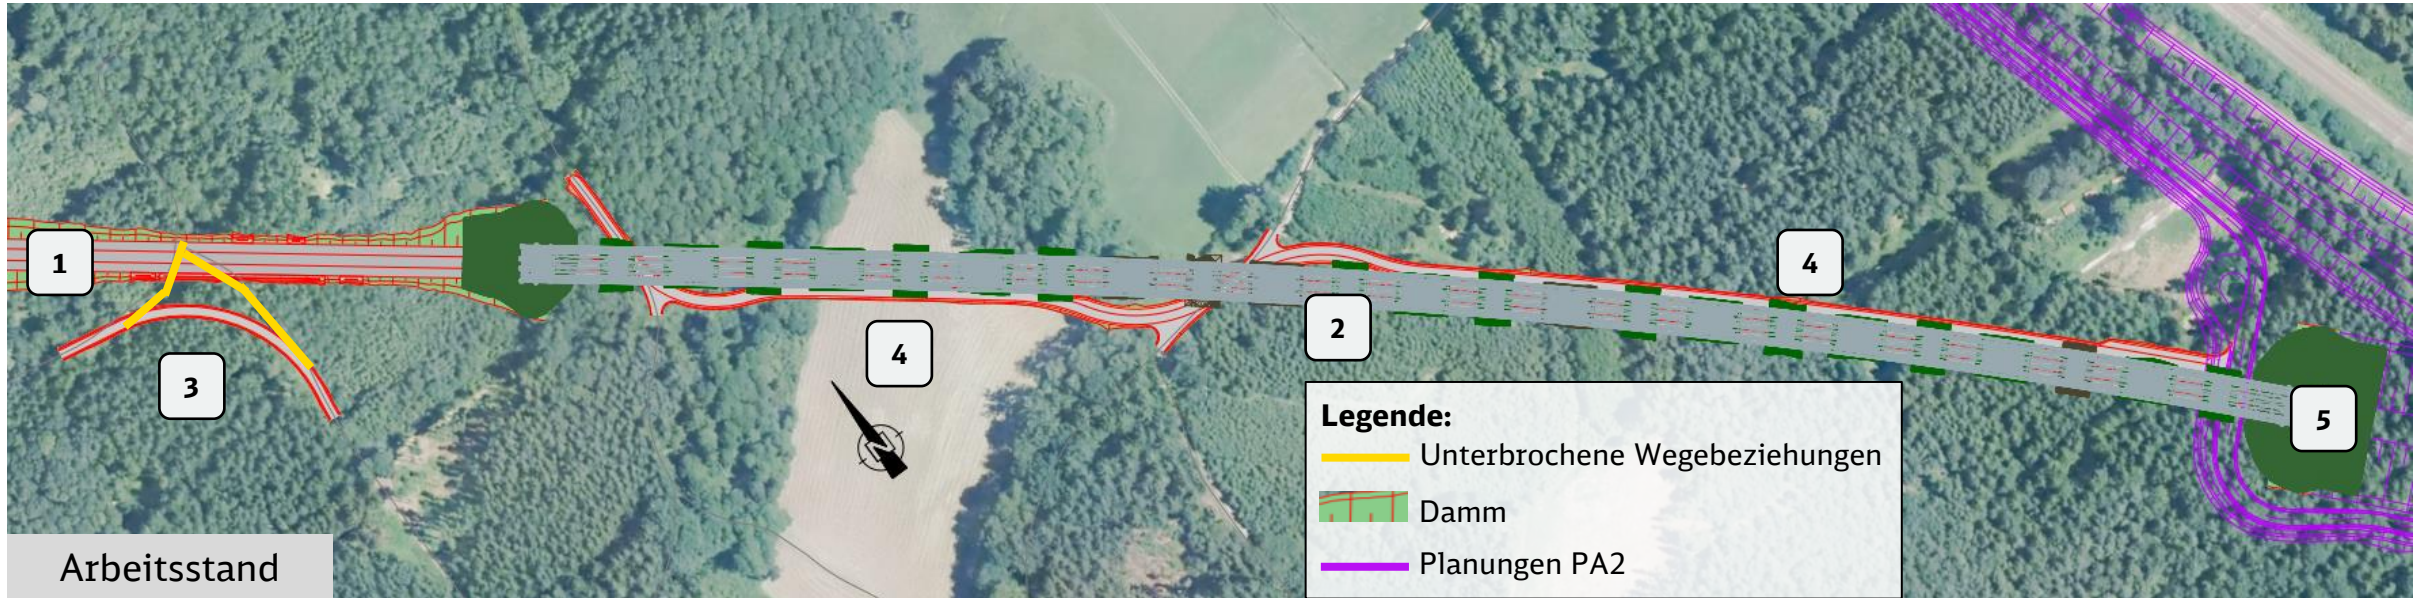 1
3
4
2
4
5
Legende:
Unterbrochene Wegebeziehungen
Damm
Planungen PA2
Arbeitsstand